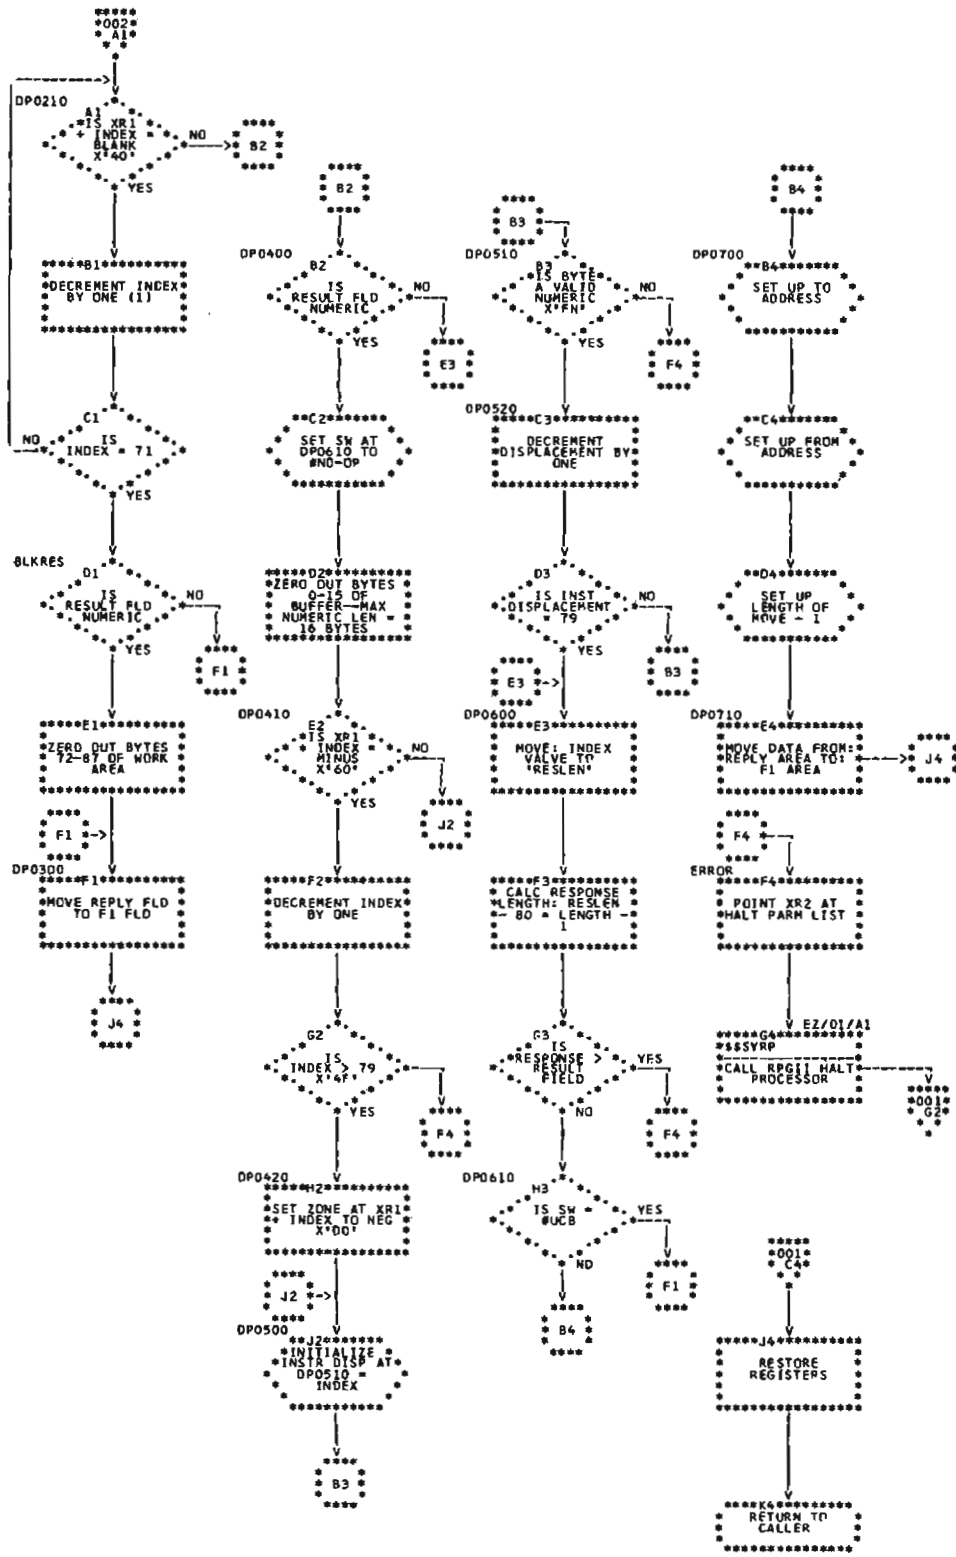 002
A1
DP0210
A1
IS XR1
+ INDEX =
BLANK
X'40'
NO
B2
YES
B1
DECREMENT INDEX
BY ONE (1)
C1
IS
INDEX = 71
NO
YES
BLKRES
D1
IS
RESULT FLD
NUMERIC
NO
F1
YES
E1
ZERO OUT BYTES
72-87 OF WORK
AREA
F1
DP0300
F1
MOVE REPLY FLD
TO F1 FLD
J4
B2
DP0400
B2
IS
RESULT FLD
NUMERIC
NO
E3
YES
C2
SET SW AT
DP0610 TO
#NO-OP
D2
ZERO OUT BYTES
0-15 OF
BUFFER-MAX
NUMERIC LEN =
16 BYTES
DP0410
E2
IS XR1
INDEX =
MINUS
X'60'
NO
J2
YES
F2
DECREMENT INDEX
BY ONE
G2
IS
INDEX > 79
X'4F'
F4
YES
DP0420
H2
SET ZONE AT XR1
+ INDEX TO NEG
X'D0'
J2
DP0500
J2
INITIALIZE
INSTR DISP AT
DP0510 =
INDEX
B3
B3
DP0510
B3
IS BYTE
A VALID
NUMERIC
X'FN'
NO
F4
YES
DP0520
C3
DECREMENT
DISPLACEMENT BY
ONE
D3
IS INST
DISPLACEMENT
= 79
NO
B3
YES
E3
DP0600
E3
MOVE: INDEX
VALUE TO
'RESLEN'
F3
CALC RESPONSE
LENGTH: RESLEN
- 80 = LENGTH -
1
G3
IS
RESPONSE >
RESULT
FIELD
YES
F4
NO
DP0610
H3
IS SW =
#UCB
YES
F1
NO
B4
B4
DP0700
B4
SET UP TO
ADDRESS
C4
SET UP FROM
ADDRESS
D4
SET UP
LENGTH OF
MOVE - 1
DP0710
E4
MOVE DATA FROM:
REPLY AREA TO:
F1 AREA
J4
F4
ERROR
F4
POINT XR2 AT
HALT PARM LIST
EZ/01/A1
G4
$$SYRP
CALL RPGII HALT
PROCESSOR
001
G2
001
C4
J4
RESTORE
REGISTERS
K4
RETURN TO
CALLER